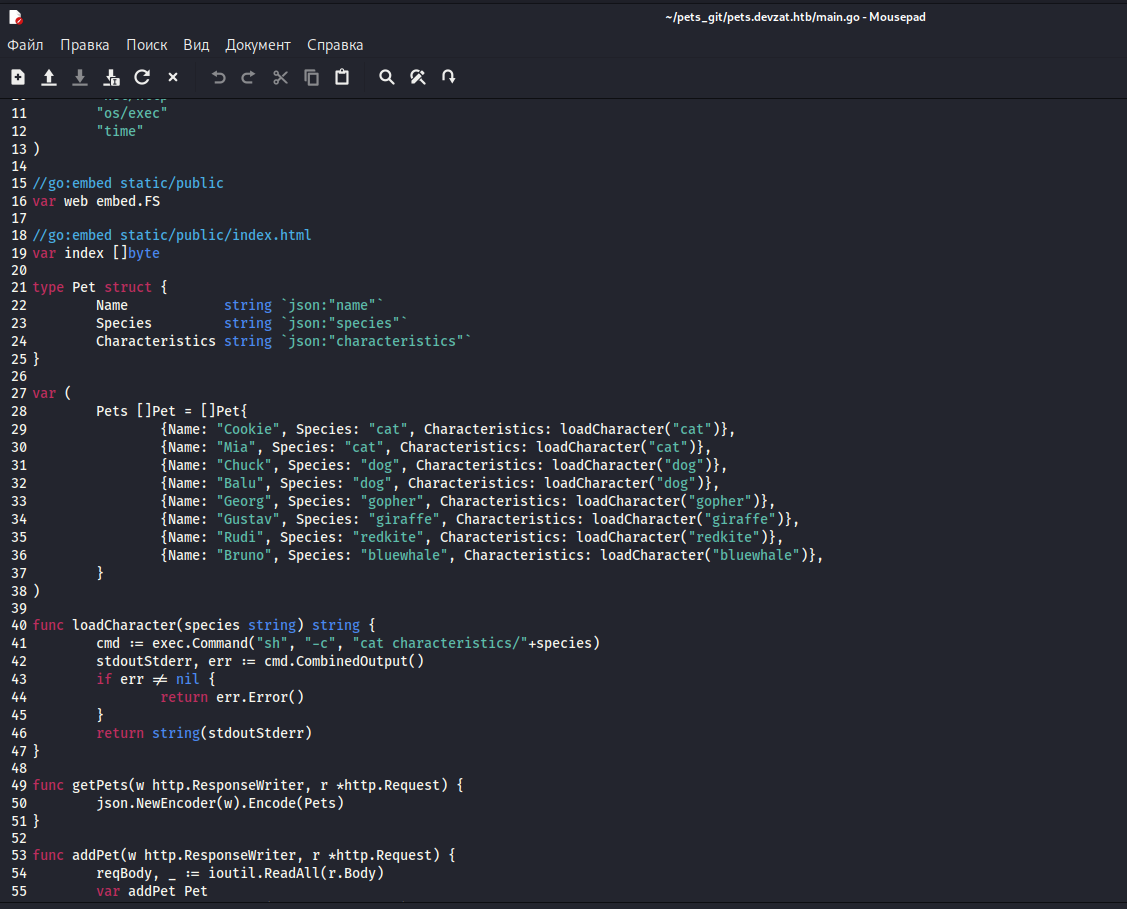 ~/pets_git/pets.devzat.htb/main.go - Mousepad
Файл Правка Поиск Вид Документ Справка
11 "os/exec"
12 "time"
13 )
14
15 //go:embed static/public
16 var web embed.FS
17
18 //go:embed static/public/index.html
19 var index []byte
20
21 type Pet struct {
22 Name string `json:"name"`
23 Species string `json:"species"`
24 Characteristics string `json:"characteristics"`
25 }
26
27 var (
28 Pets []Pet = []Pet{
29 {Name: "Cookie", Species: "cat", Characteristics: loadCharacter("cat")},
30 {Name: "Mia", Species: "cat", Characteristics: loadCharacter("cat")},
31 {Name: "Chuck", Species: "dog", Characteristics: loadCharacter("dog")},
32 {Name: "Balu", Species: "dog", Characteristics: loadCharacter("dog")},
33 {Name: "Georg", Species: "gopher", Characteristics: loadCharacter("gopher")},
34 {Name: "Gustav", Species: "giraffe", Characteristics: loadCharacter("giraffe")},
35 {Name: "Rudi", Species: "redkite", Characteristics: loadCharacter("redkite")},
36 {Name: "Bruno", Species: "bluewhale", Characteristics: loadCharacter("bluewhale")},
37 }
38 )
39
40 func loadCharacter(species string) string {
41 cmd := exec.Command("sh", "-c", "cat characteristics/"+species)
42 stdoutStderr, err := cmd.CombinedOutput()
43 if err != nil {
44 return err.Error()
45 }
46 return string(stdoutStderr)
47 }
48
49 func getPets(w http.ResponseWriter, r *http.Request) {
50 json.NewEncoder(w).Encode(Pets)
51 }
52
53 func addPet(w http.ResponseWriter, r *http.Request) {
54 reqBody, _ := ioutil.ReadAll(r.Body)
55 var addPet Pet